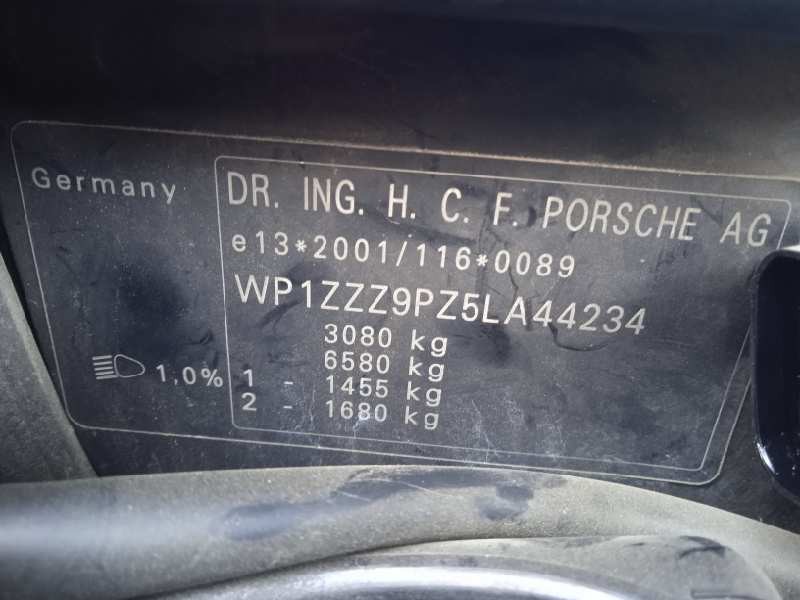 Germany
DR. ING. H. C. F. PORSCHE AG
e13*2001/116*0089
WP1ZZZ9PZ5LA44234
3080 kg
6580 kg
1,0% 1 - 1455 kg
2 - 1680 kg